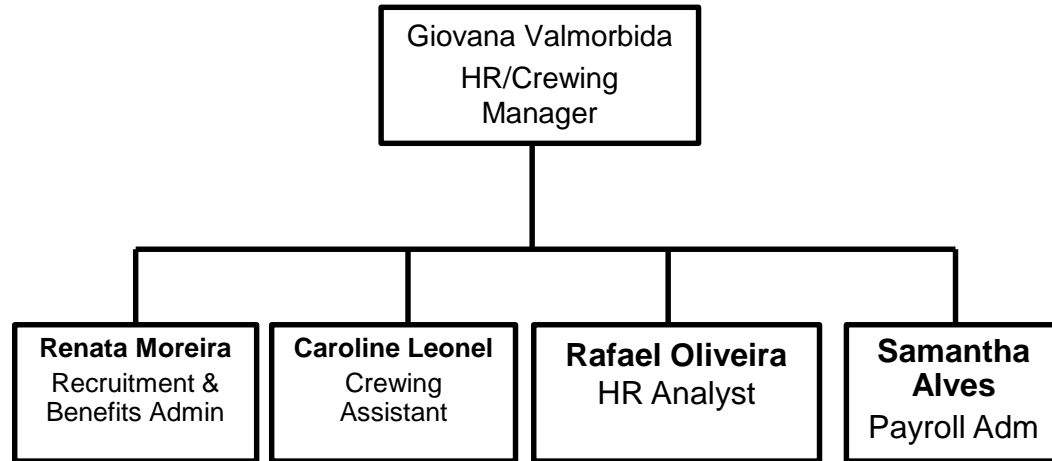 Giovana Valmorbida
HR/Crewing
Manager
Renata Moreira
Recruitment &
Benefits Admin
Caroline Leonel
Crewing
Assistant
Rafael Oliveira
HR Analyst
Samantha
Alves
Payroll Adm